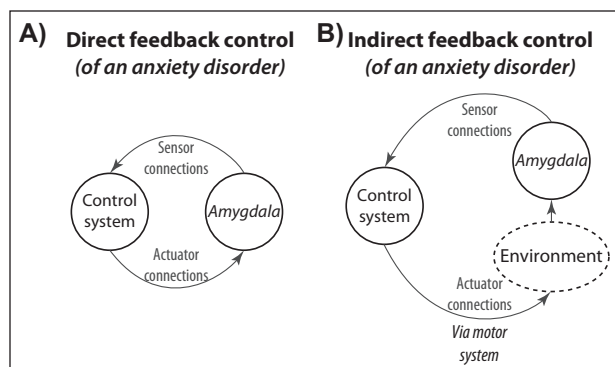 A) Direct feedback control
(of an anxiety disorder)
Sensor
connections
Control
system
Amygdala
Actuator
connections
B) Indirect feedback control
(of an anxiety disorder)
Sensor
connections
Amygdala
Control
system
Environment
Actuator
connections
Via motor
system